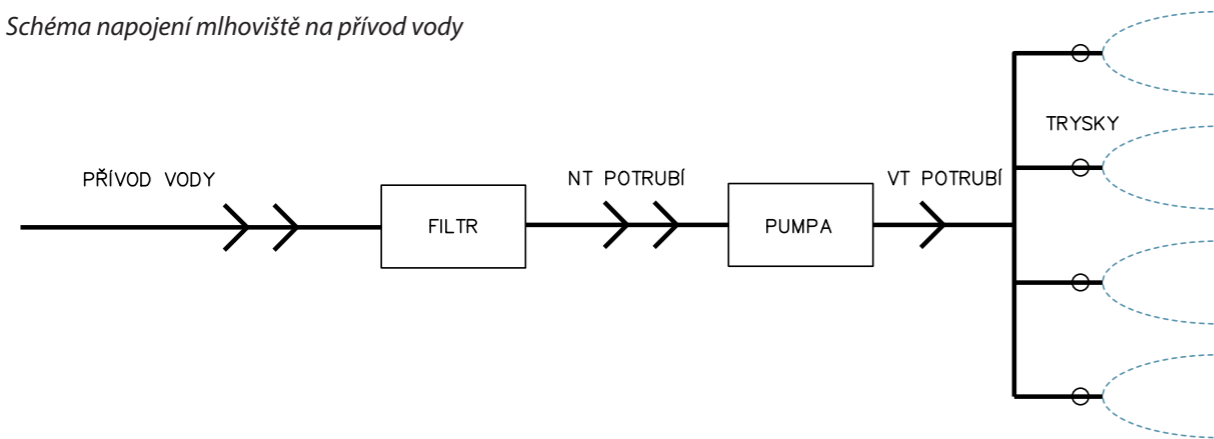 Schéma napojení mlhoviště na přívod vody
TRYSKY
PŘÍVOD VODY
NT POTRUBÍ
VT POTRUBÍ
FILTR
PUMPA